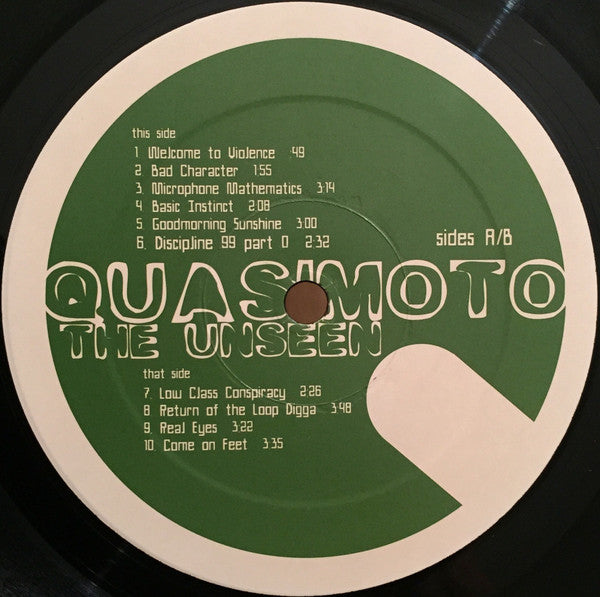 this side
1 Welcome to Violence :49
2 Bad Character 1:55
3. Microphone Mathematics 3:14
4 Basic Instinct 2:08
5. Goodmorning Sunshine 3:00
6. Discipline 99 part 0 2:32
sides A/B
QUASIMOTO
THE UNSEEN
that side
7. Low Class Conspiracy 2:26
8 Return of the Loop Digga 3:48
9. Real Eyes 3:22
10. Come on Feet 3:35